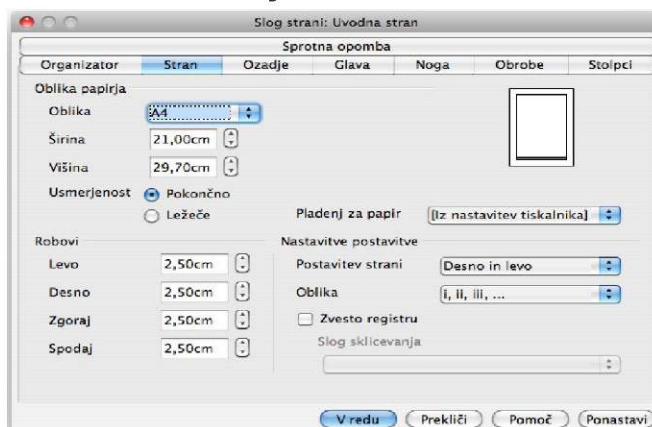 Slog strani: Uvodna stran
Sprotna opomba
Organizator Stran Ozadje Glava Noga Obrobe Stolpci
Oblika papirja
Oblika A4
Širina 21,00cm
Višina 29,70cm
Usmerjenost Pokončno
Ležeče Pladenj za papir [Iz nastavitev tiskalnika]
Robovi Nastavitve postavitve
Levo 2,50cm Postavitev strani Desno in levo
Desno 2,50cm Oblika i, ii, iii, ...
Zgoraj 2,50cm Zvesto registru
Spodaj 2,50cm Slog sklicevanja
V redu Prekliči Pomoč Ponastavi